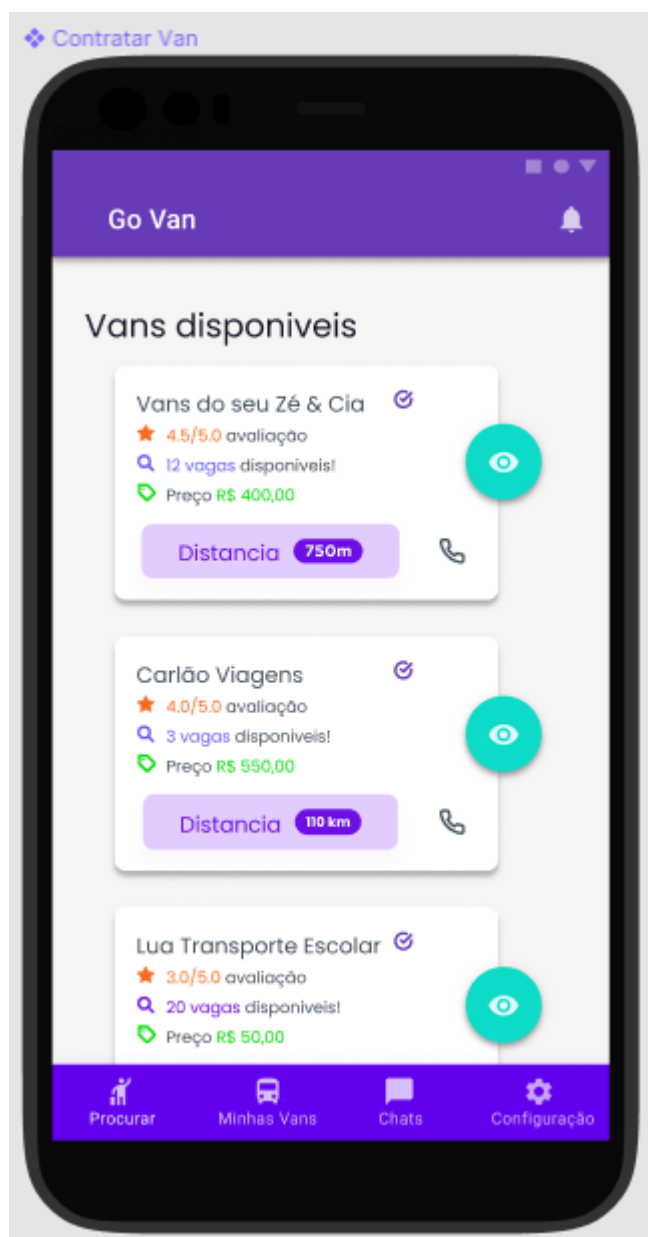 Contratar Van
Go Van
Vans disponiveis
Vans do seu Zé & Cia
4.5/5.0 avaliação
12 vagas disponiveis!
Preço R$ 400,00
Distancia 750m
Carlão Viagens
4.0/5.0 avaliação
3 vagas disponiveis!
Preço R$ 550,00
Distancia 110 km
Lua Transporte Escolar
3.0/5.0 avaliação
20 vagas disponiveis!
Preço R$ 50,00
Procurar Minhas Vans Chats Configuração